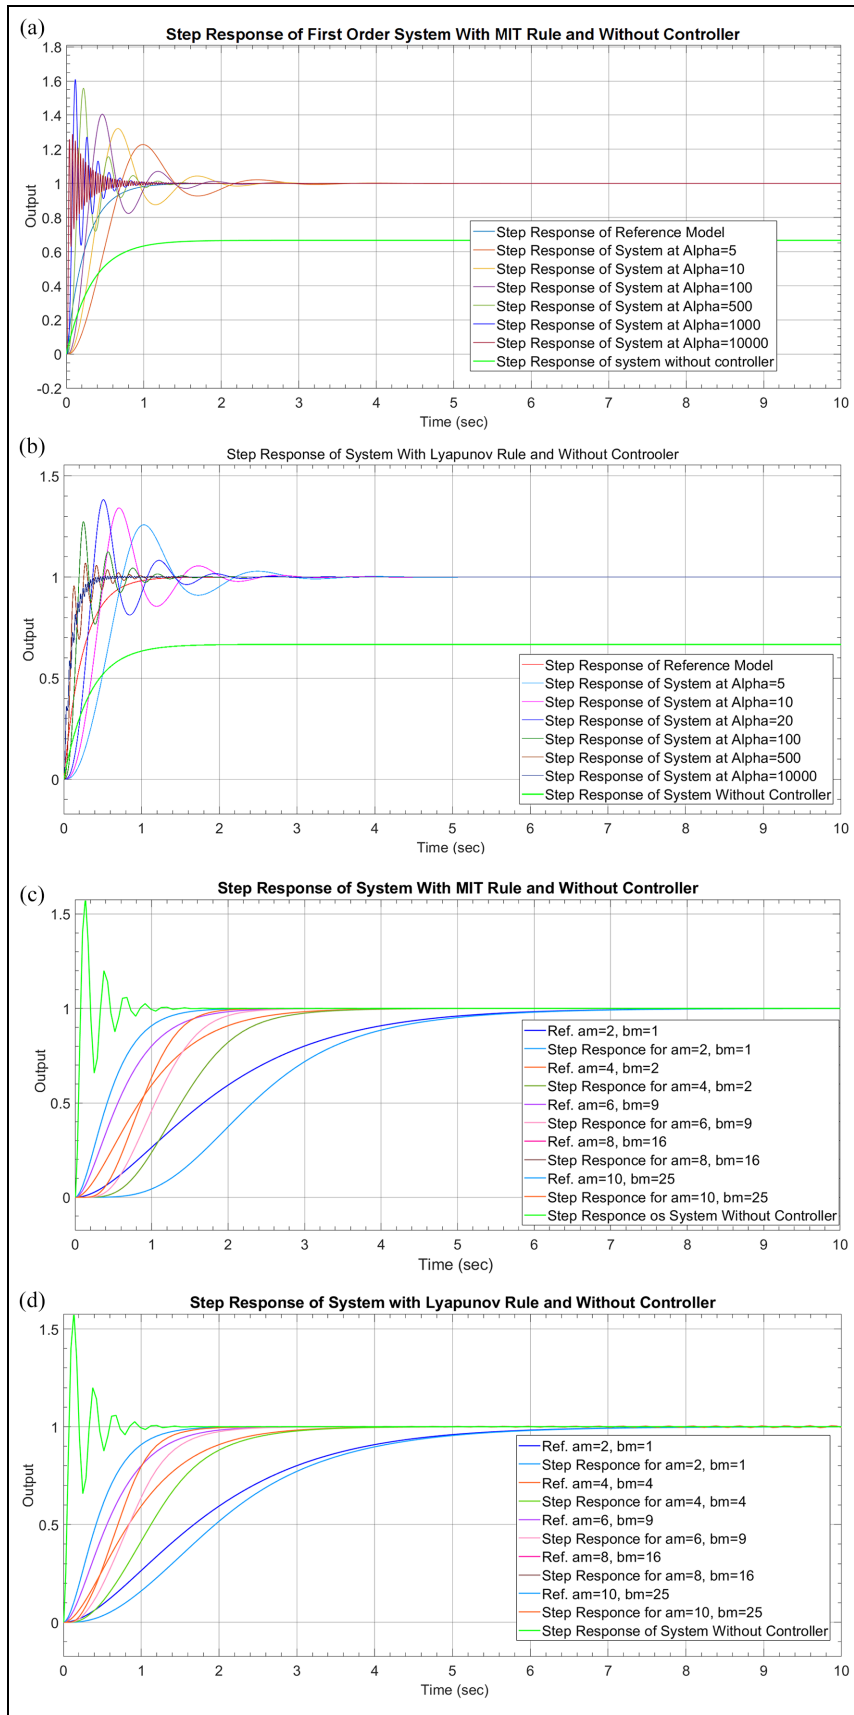 (a)
Step Response of First Order System With MIT Rule and Without Controller
1.8
1.6
1.4
1.2
1
0.8
0.6
0.4
0.2
0
-0.2
Output
Step Response of Reference Model
Step Response of System at Alpha=5
Step Response of System at Alpha=10
Step Response of System at Alpha=100
Step Response of System at Alpha=500
Step Response of System at Alpha=1000
Step Response of System at Alpha=10000
Step Response of system without controller
0 1 2 3 4 5 6 7 8 9 10
Time (sec)
(b)
Step Response of System With Lyapunov Rule and Without Controoler
1.5
1
0.5
0
Output
Step Response of Reference Model
Step Response of System at Alpha=5
Step Response of System at Alpha=10
Step Response of System at Alpha=20
Step Response of System at Alpha=100
Step Response of System at Alpha=500
Step Response of System at Alpha=10000
Step Response of System Without Controller
0 1 2 3 4 5 6 7 8 9 10
Time (sec)
(c)
Step Response of System With MIT Rule and Without Controller
1.5
1
0.5
0
Output
Ref. am=2, bm=1
Step Responce for am=2, bm=1
Ref. am=4, bm=2
Step Responce for am=4, bm=2
Ref. am=6, bm=9
Step Responce for am=6, bm=9
Ref. am=8, bm=16
Step Responce for am=8, bm=16
Ref. am=10, bm=25
Step Responce for am=10, bm=25
Step Responce os System Without Controller
0 1 2 3 4 5 6 7 8 9 10
Time (sec)
(d)
Step Response of System with Lyapunov Rule and Without Controller
1.5
1
0.5
0
Output
Ref. am=2, bm=1
Step Responce for am=2, bm=1
Ref. am=4, bm=4
Step Responce for am=4, bm=4
Ref. am=6, bm=9
Step Responce for am=6, bm=9
Ref. am=8, bm=16
Step Responce for am=8, bm=16
Ref. am=10, bm=25
Step Responce for am=10, bm=25
Step Response of System Without Controller
0 1 2 3 4 5 6 7 8 9 10
Time (sec)